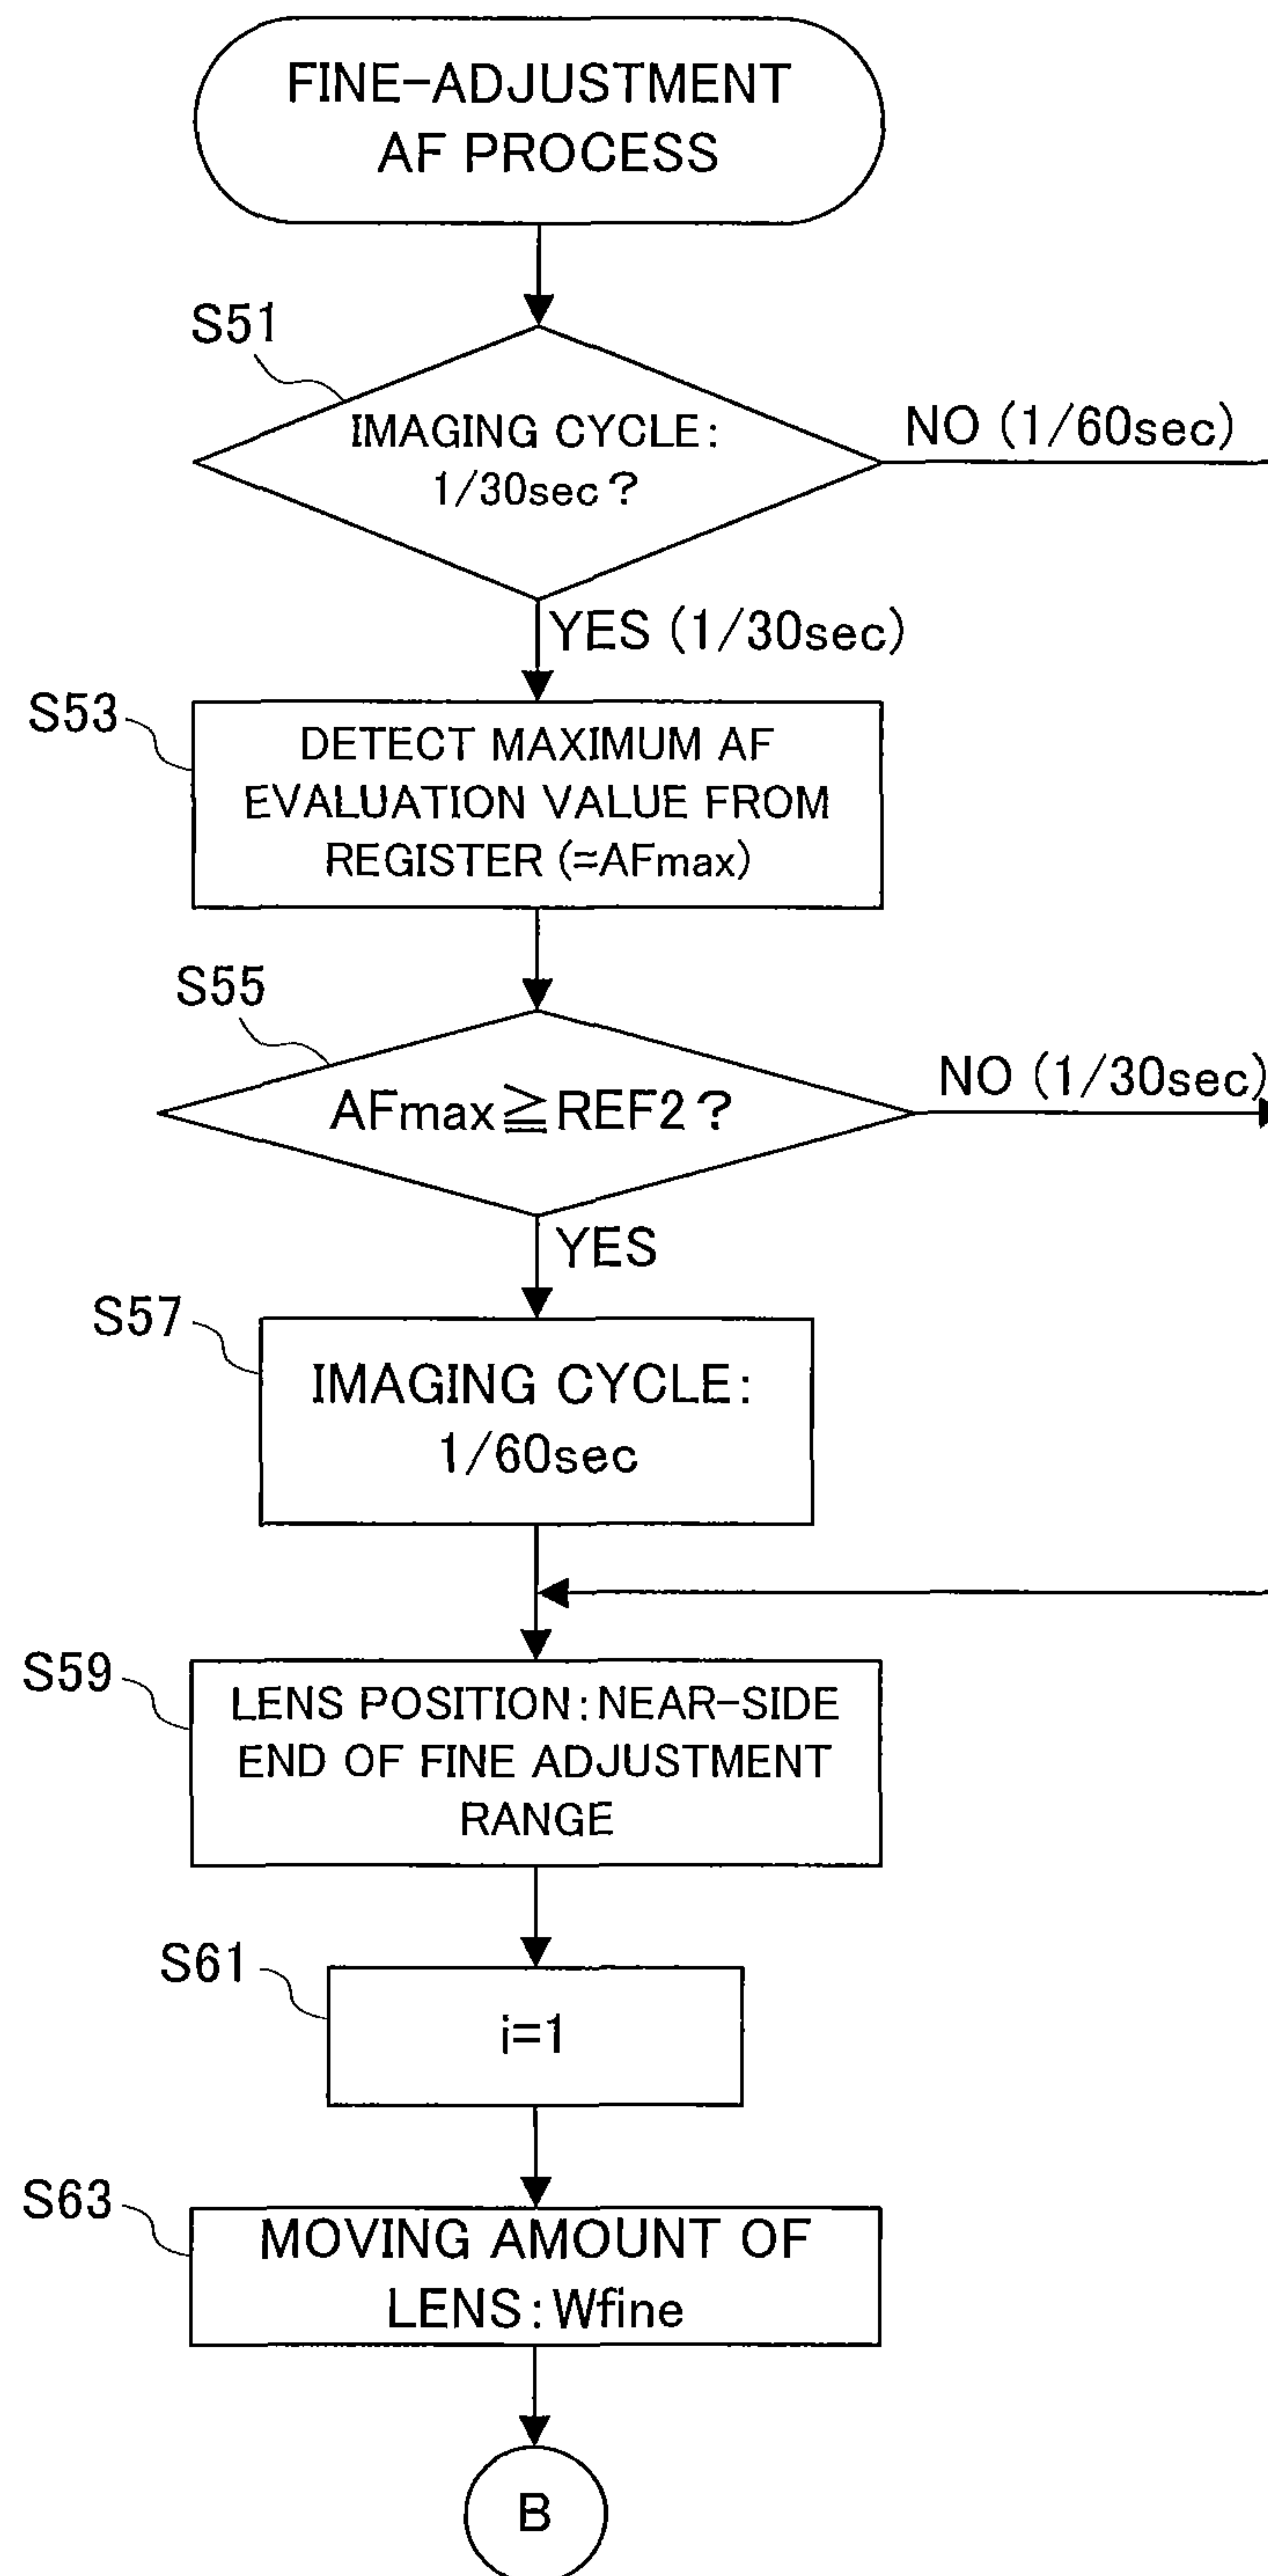 FINE-ADJUSTMENT
AF PROCESS
S51
IMAGING CYCLE:
1/30sec?
NO (1/60sec)
YES (1/30sec)
S53
DETECT MAXIMUM AF
EVALUATION VALUE FROM
REGISTER (=AFmax)
S55
AFmax≧REF2?
NO (1/30sec)
YES
S57
IMAGING CYCLE:
1/60sec
S59
LENS POSITION:NEAR-SIDE
END OF FINE ADJUSTMENT
RANGE
S61
i=1
S63
MOVING AMOUNT OF
LENS:Wfine
B